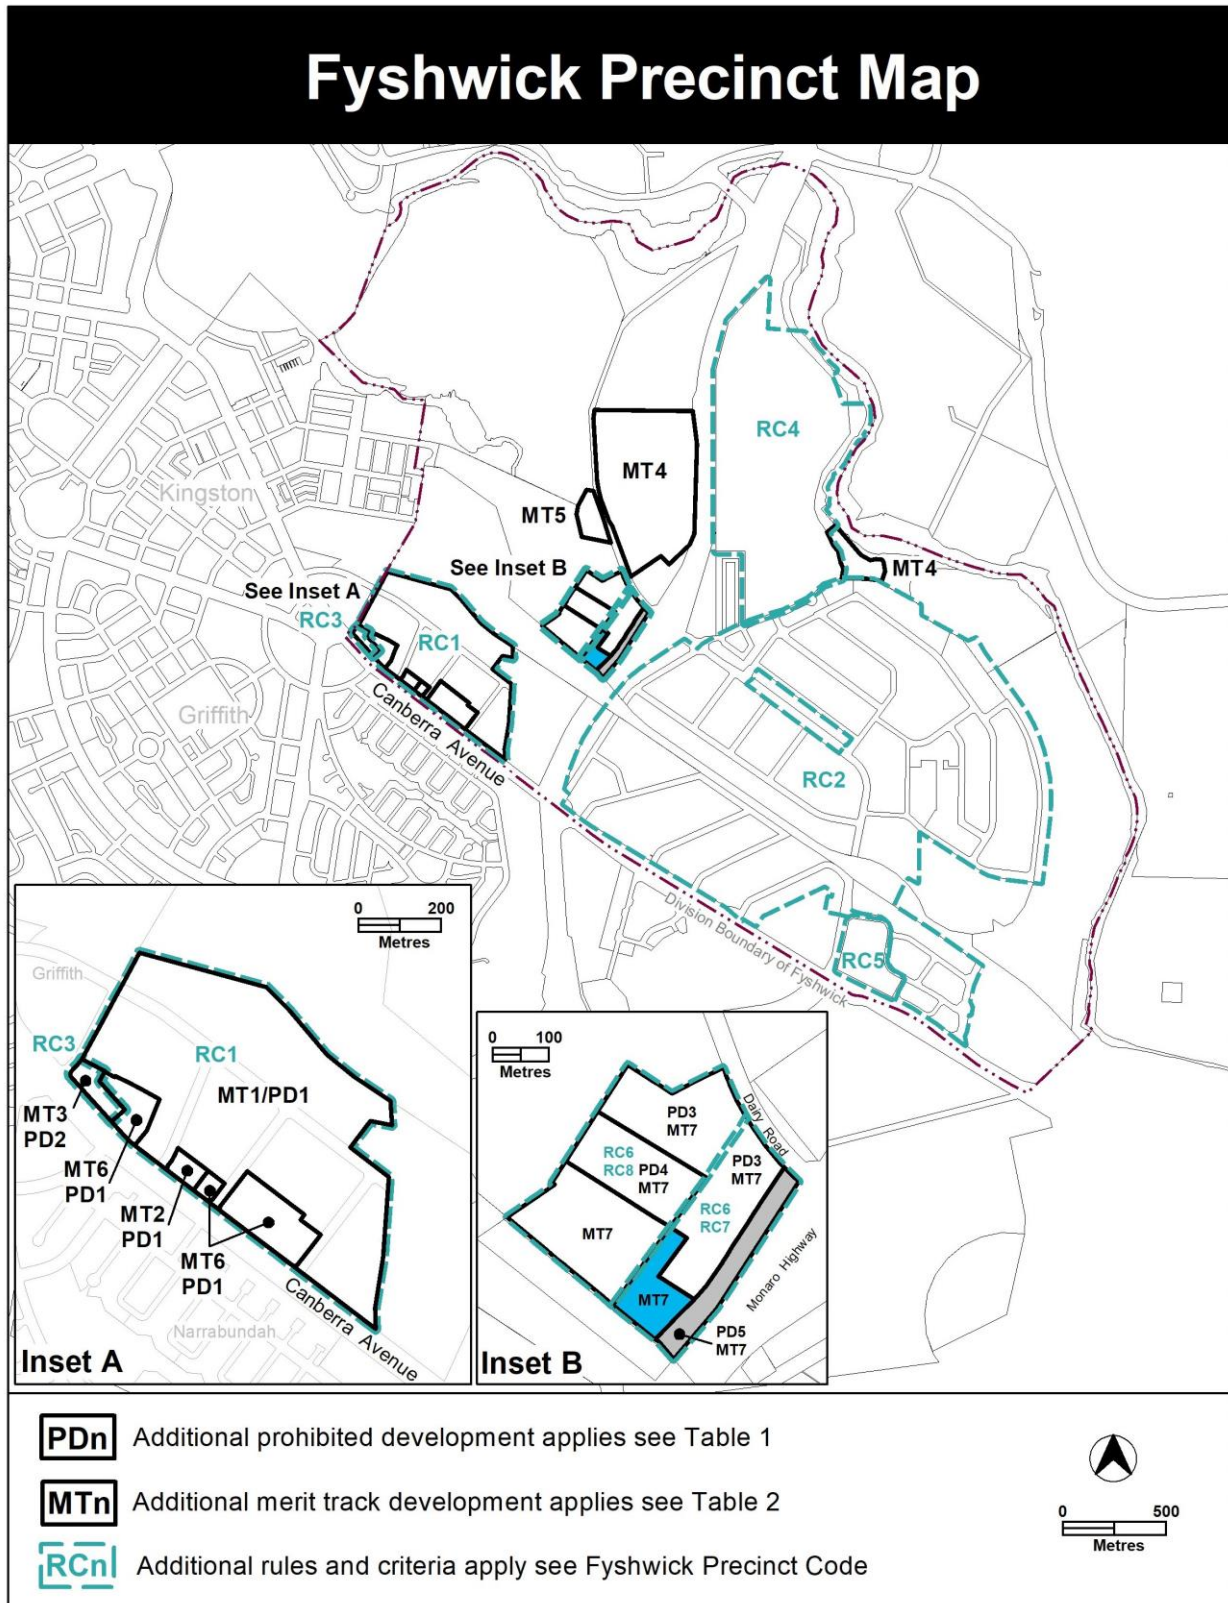 Fyshwick Precinct Map
RC4
MT4
Kingston
MT5
See Inset B
MT4
See Inset A
RC3
RC1
Griffith
Canberra Avenue
RC2
Division Boundary of Fyshwick
RC5
0 200
Metres
Griffith
RC3
RC1
MT1/PD1
MT3
PD2
MT6
PD1
MT2
PD1
MT6
PD1
Canberra Avenue
Narrabundah
Inset A
0 100
Metres
Dairy Road
PD3
MT7
RC6
RC8
PD4
MT7
PD3
MT7
RC6
RC7
MT7
MT7
Monaro Highway
PD5
MT7
Inset B
PDn Additional prohibited development applies see Table 1
MTn Additional merit track development applies see Table 2
RCn Additional rules and criteria apply see Fyshwick Precinct Code
0 500
Metres